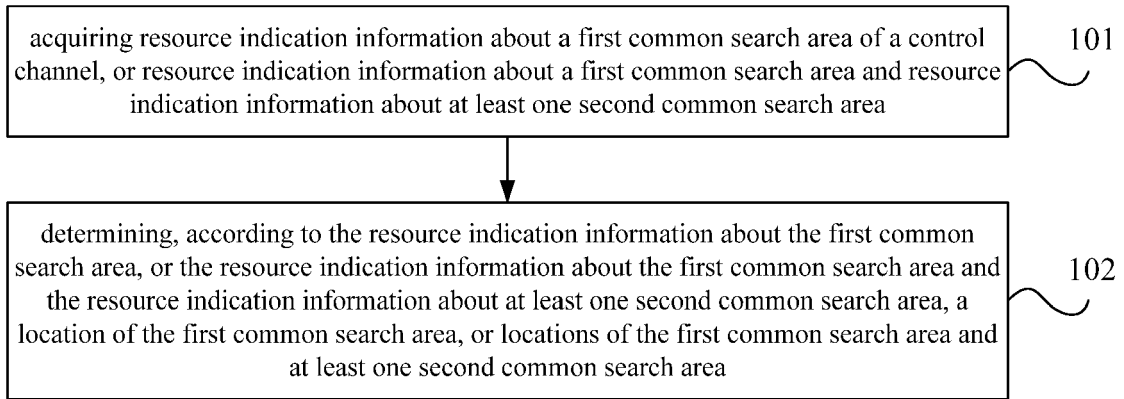 acquiring resource indication information about a first common search area of a control
channel, or resource indication information about a first common search area and resource
indication information about at least one second common search area
101
determining, according to the resource indication information about the first common
search area, or the resource indication information about the first common search area and
the resource indication information about at least one second common search area, a
location of the first common search area, or locations of the first common search area and
at least one second common search area
102